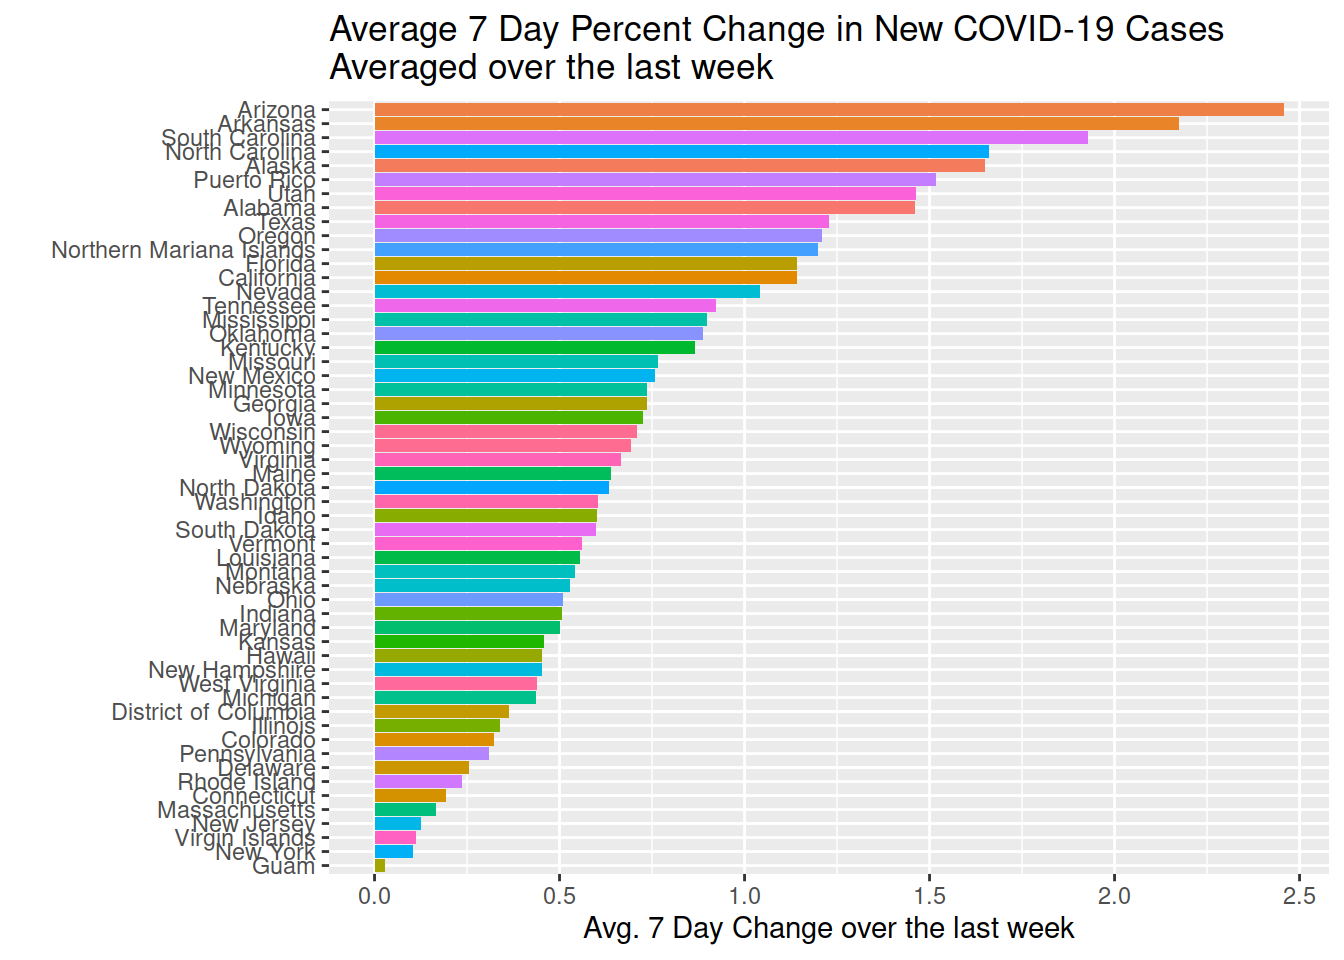 Average 7 Day Percent Change in New COVID-19 Cases
Averaged over the last week
Arizona
Arkansas
South Carolina
North Carolina
Alaska
Puerto Rico
Utah
Alabama
Texas
Oregon
Northern Mariana Islands
Florida
California
Nevada
Tennessee
Mississippi
Oklahoma
Kentucky
Missouri
New Mexico
Minnesota
Georgia
Iowa
Wisconsin
Wyoming
Virginia
Maine
North Dakota
Washington
Idaho
South Dakota
Vermont
Louisiana
Montana
Nebraska
Ohio
Indiana
Maryland
Kansas
Hawaii
New Hampshire
West Virginia
Michigan
District of Columbia
Illinois
Colorado
Pennsylvania
Delaware
Rhode Island
Connecticut
Massachusetts
New Jersey
Virgin Islands
New York
Guam
0.0 0.5 1.0 1.5 2.0 2.5
Avg. 7 Day Change over the last week